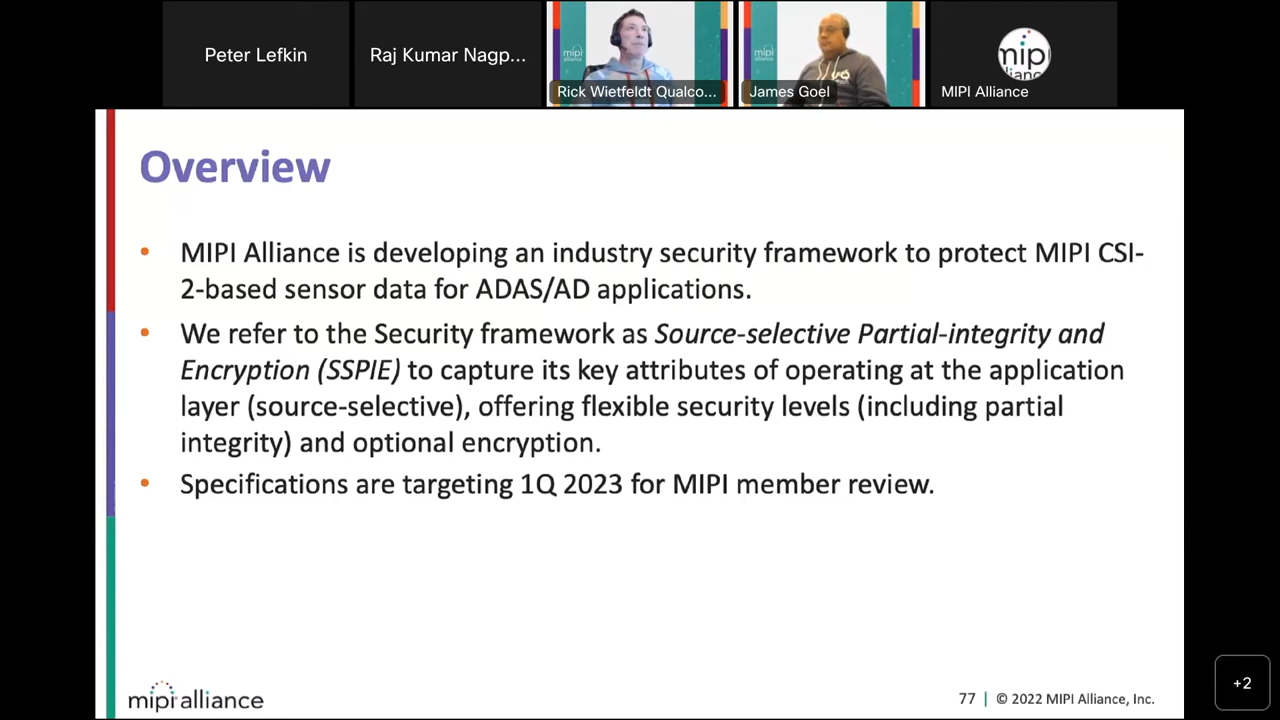 Peter Lefkin
Raj Kumar Nagp...
mipi
Rick Wietfeldt Qualco...
mipi
James Goel
mip
lliance
MIPI Alliance
Overview
• MIPI Alliance is developing an industry security framework to protect MIPI CSI-
2-based sensor data for ADAS/AD applications.
• We refer to the Security framework as Source-selective Partial-integrity and
Encryption (SSPIE) to capture its key attributes of operating at the application
layer (source-selective), offering flexible security levels (including partial
integrity) and optional encryption.
• Specifications are targeting 1Q 2023 for MIPI member review.
mipi alliance
77 | © 2022 MIPI Alliance, Inc.
+2